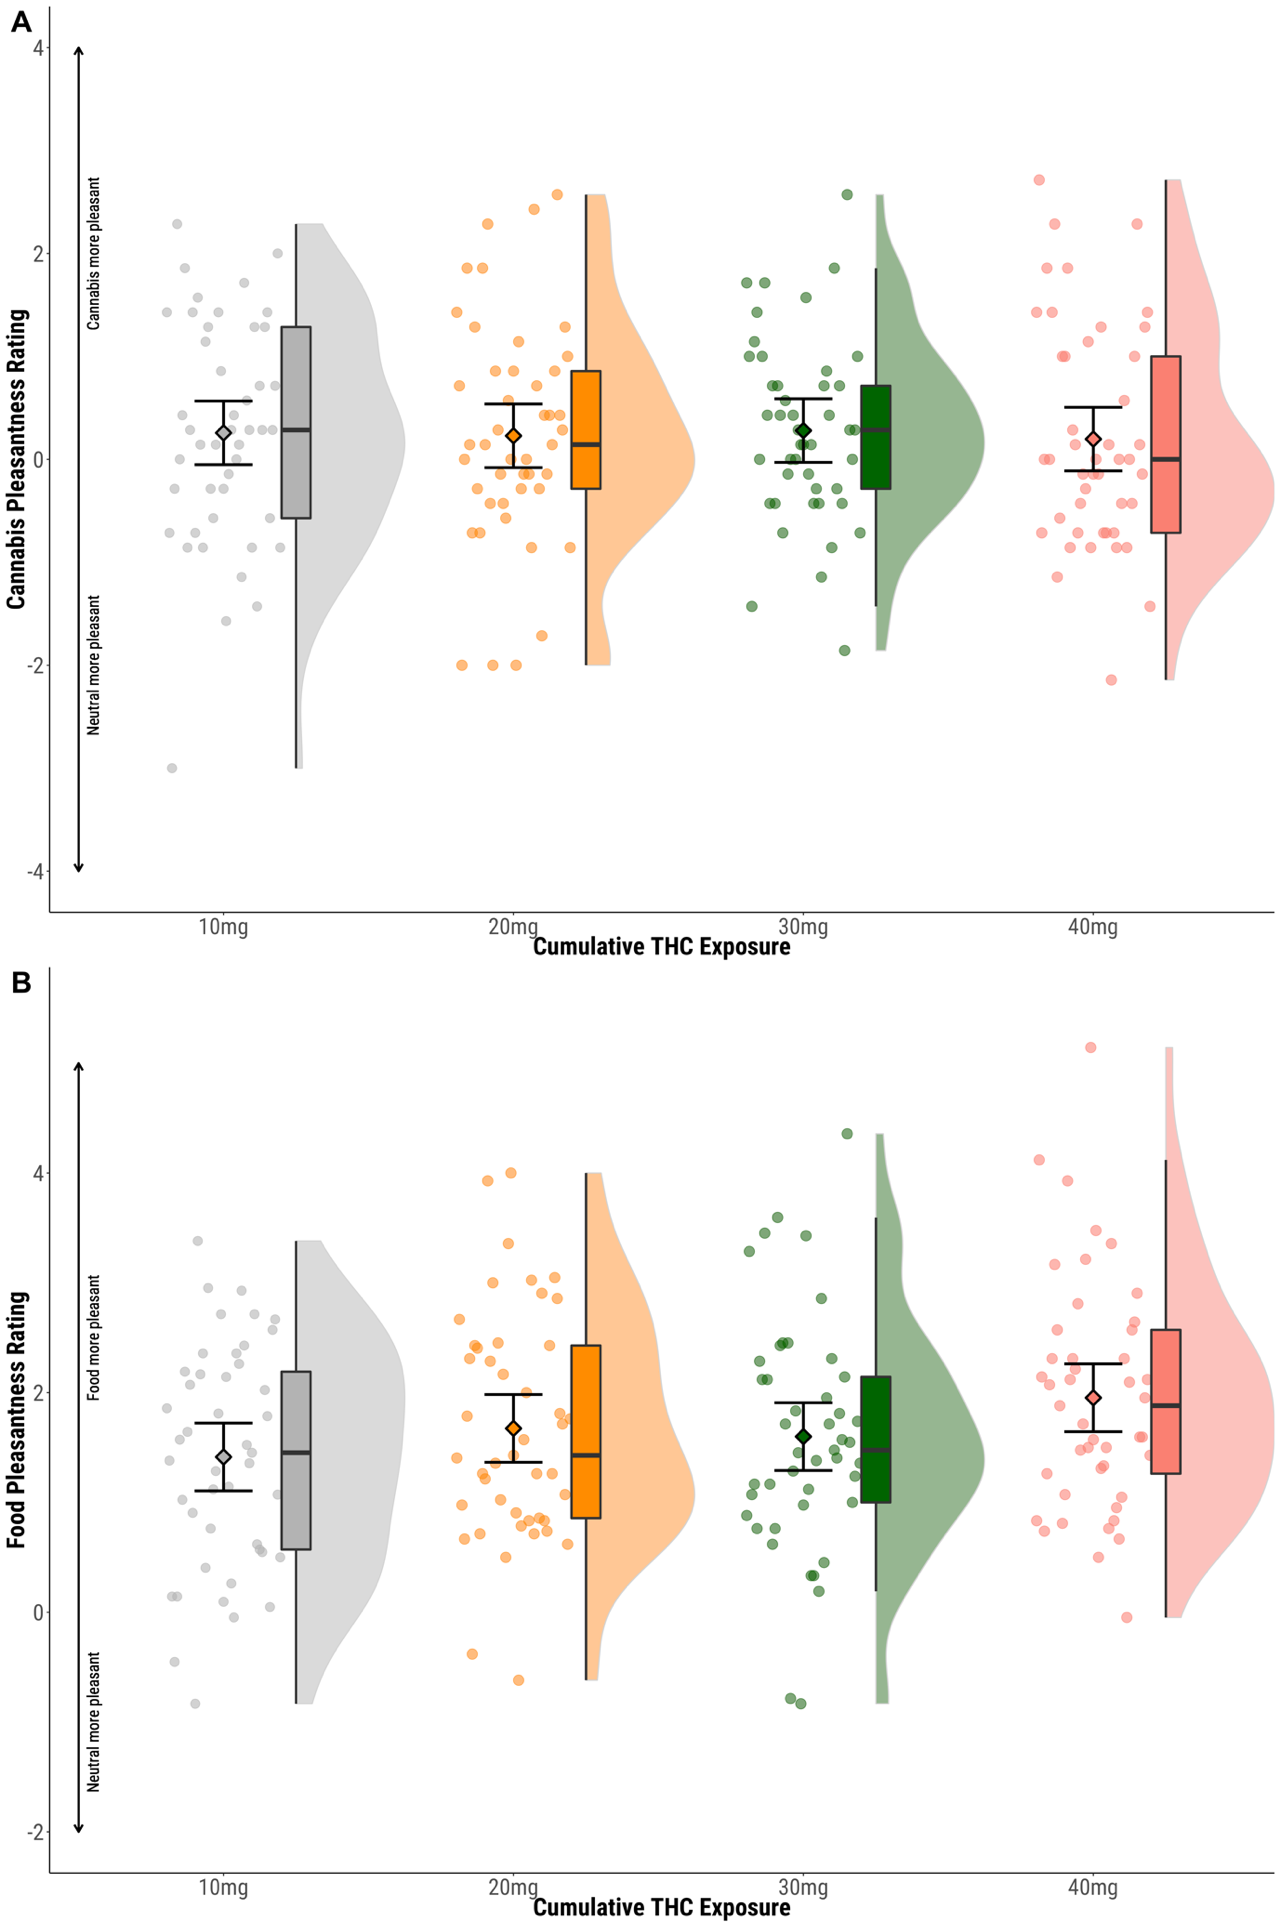 A
4
2
0
-2
-4
Cannabis Pleasantness Rating
Cannabis more pleasant
Neutral more pleasant
10mg
20mg
30mg
40mg
Cumulative THC Exposure
B
4
2
0
-2
Food Pleasantness Rating
Food more pleasant
Neutral more pleasant
10mg
20mg
30mg
40mg
Cumulative THC Exposure